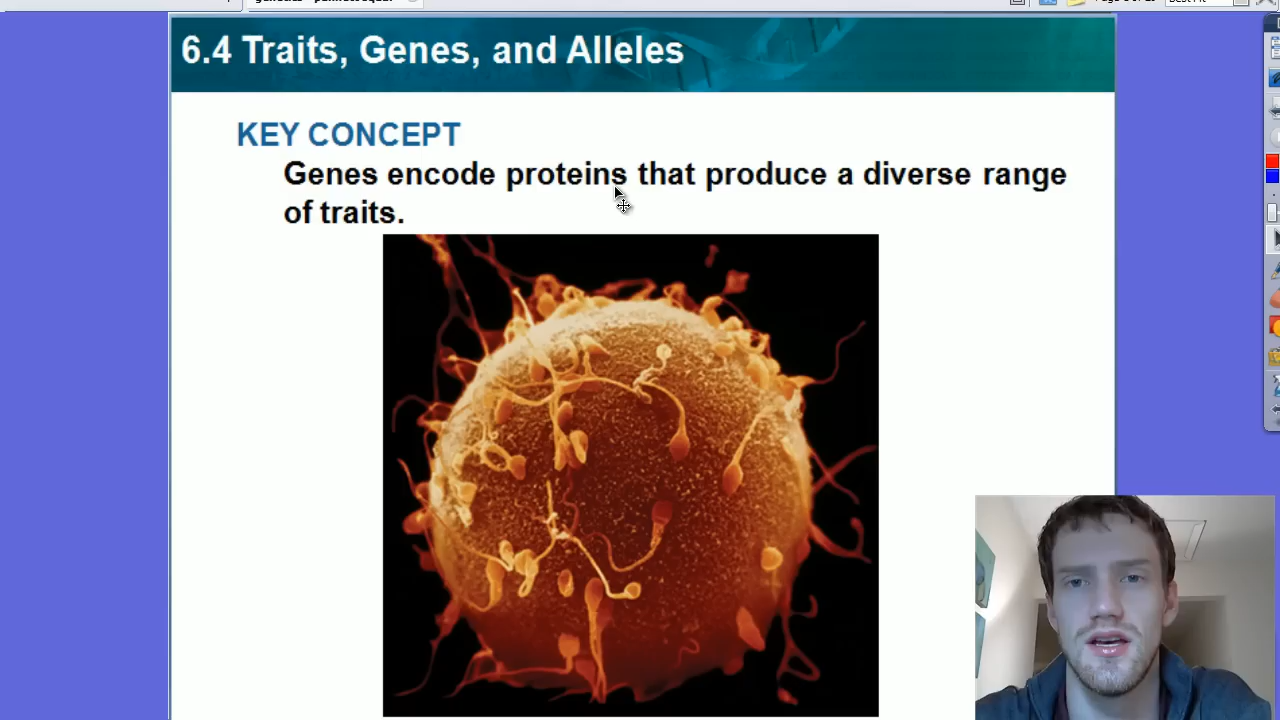 6.4 Traits, Genes, and Alleles
KEY CONCEPT
Genes encode proteins that produce a diverse range
of traits.